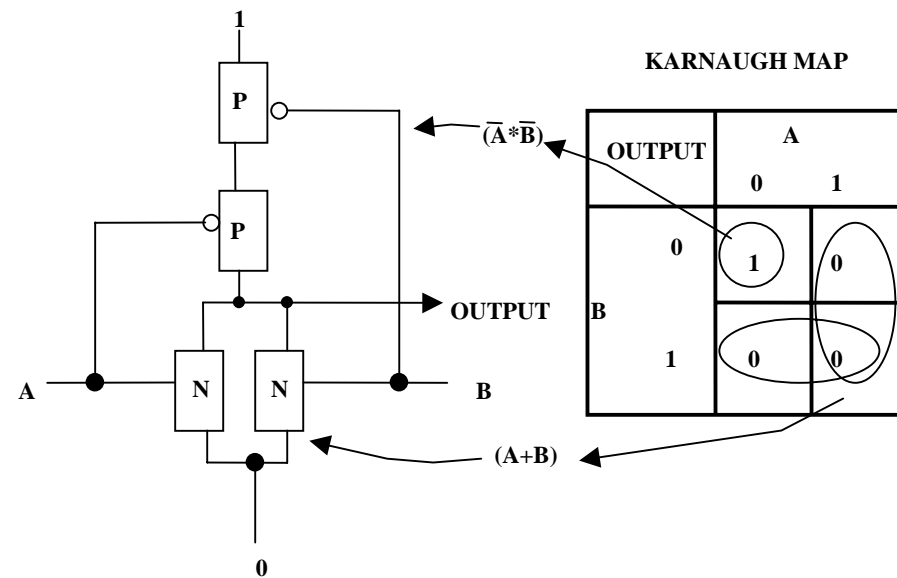 1
KARNAUGH MAP
P
(A̅*B̅)
OUTPUT
A
0 1
P
0
1 0
OUTPUT
B
A
N N
B
1
0 0
(A+B)
0